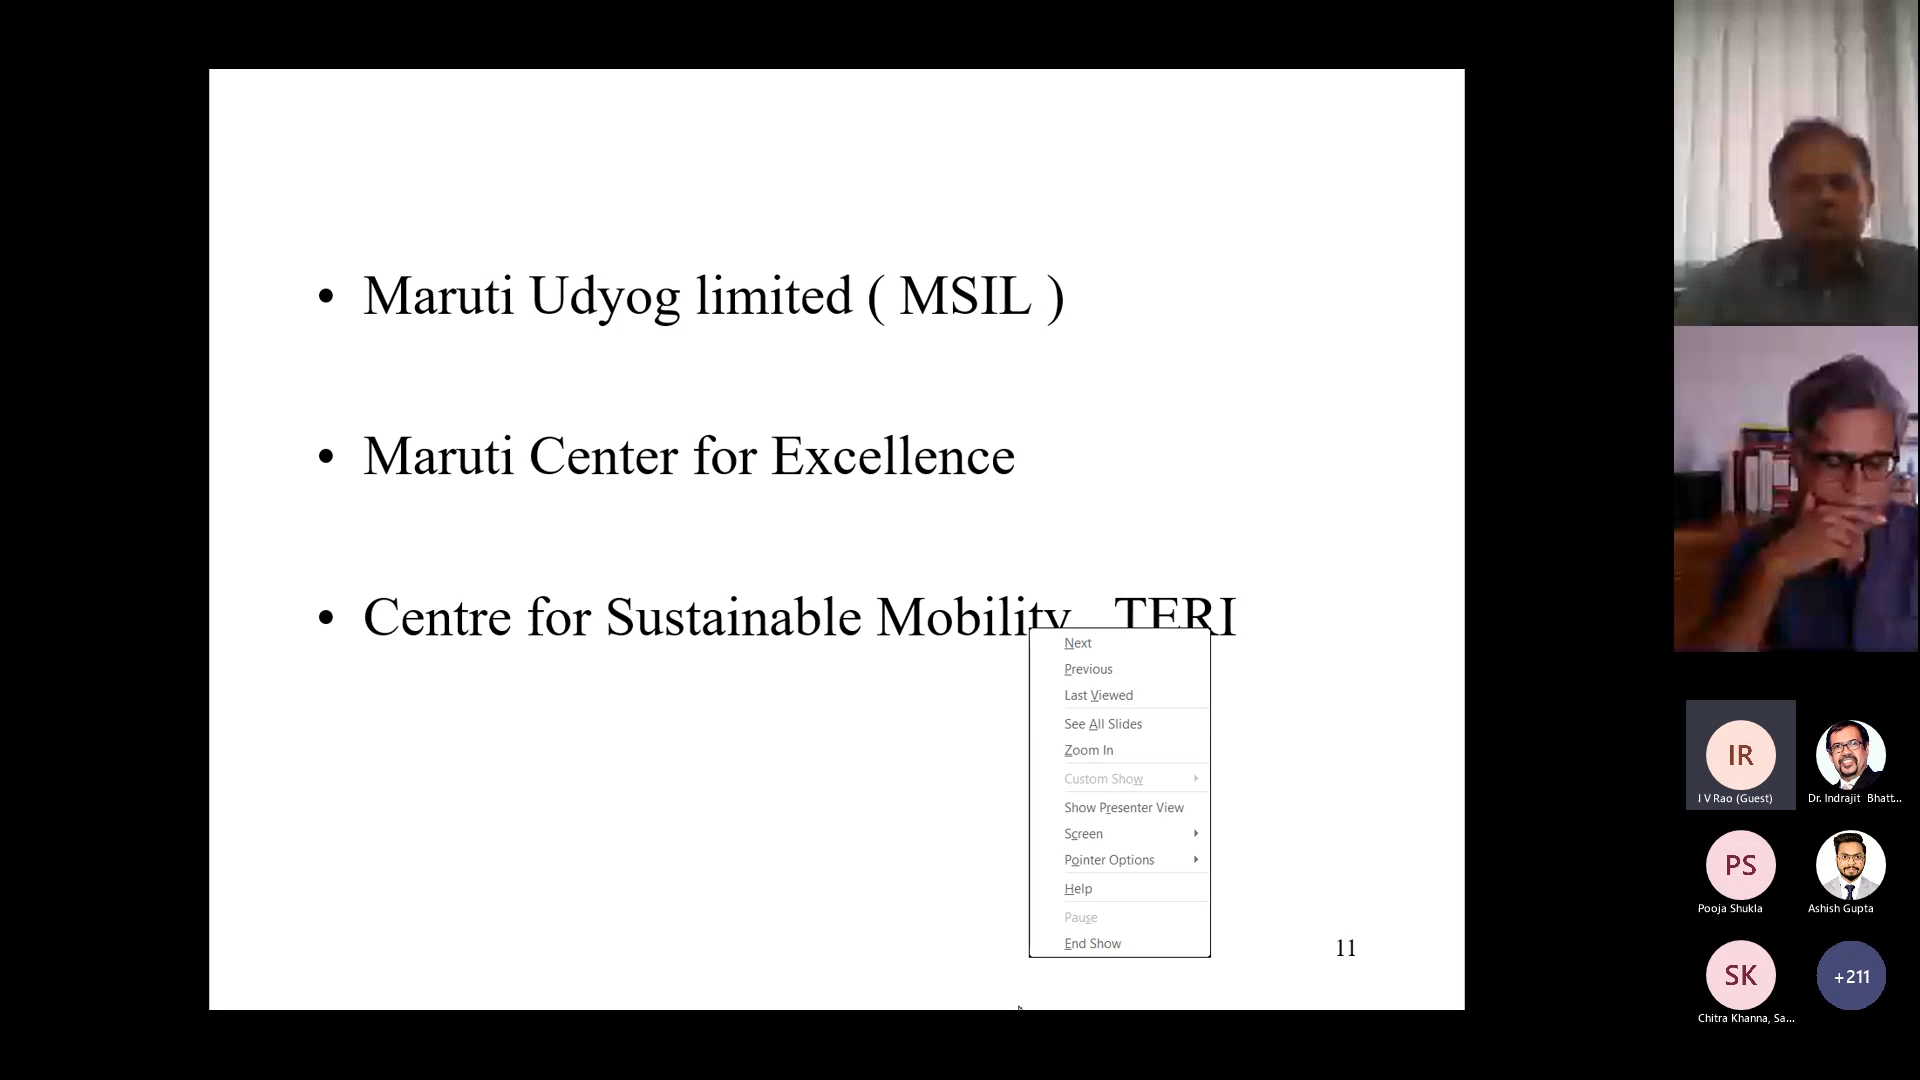 • Maruti Udyog limited ( MSIL )
• Maruti Center for Excellence
• Centre for Sustainable Mobility TERI
Next
Previous
Last Viewed
See All Slides
Zoom In
Custom Show
Show Presenter View
Screen
Pointer Options
Help
Pause
End Show
11
IR
I V Rao (Guest)
Dr. Indrajit Bhatt...
PS
Pooja Shukla
Ashish Gupta
SK
Chitra Khanna, Sa...
+211